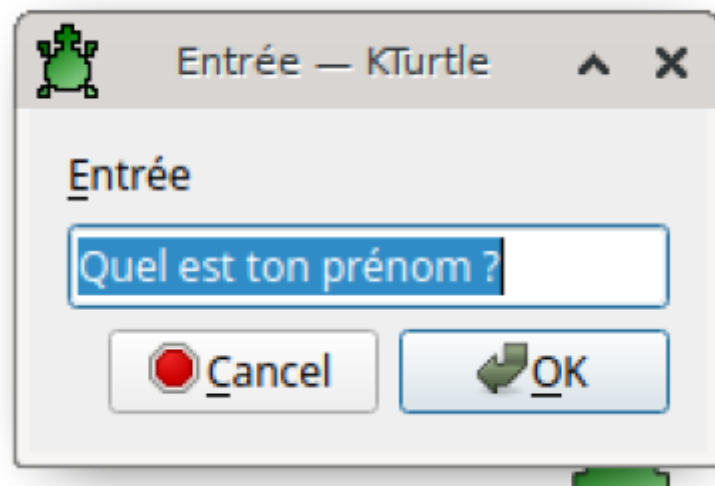 Entrée — KTurtle
Entrée
Quel est ton prénom ?
Cancel
OK